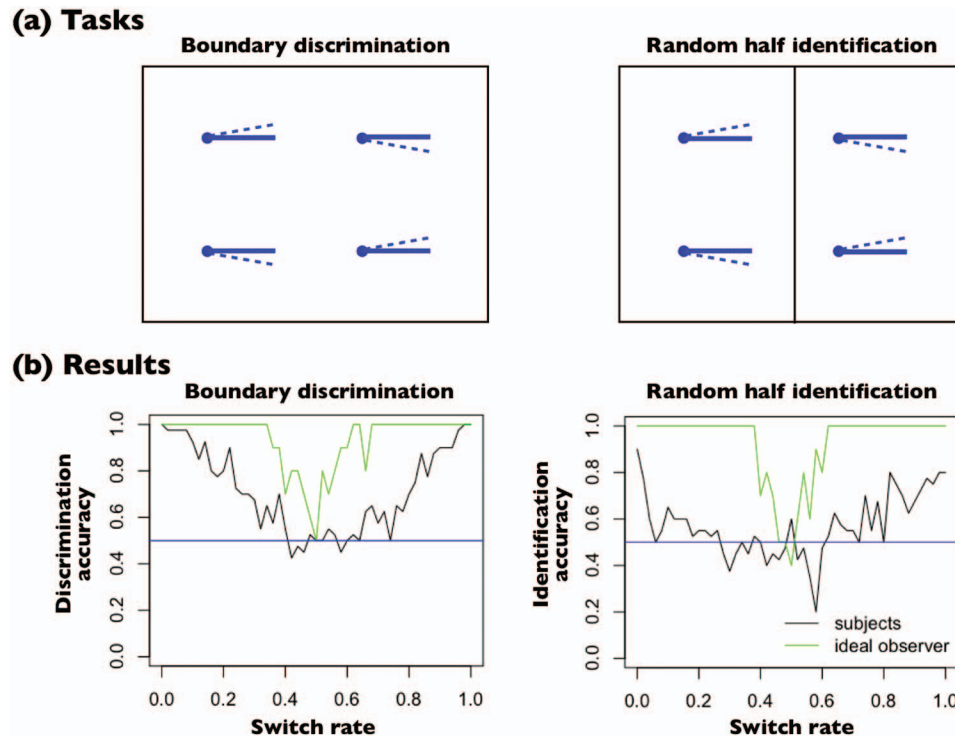 (a) Tasks
Boundary discrimination
Random half identification
(b) Results
Boundary discrimination
Random half identification
Discrimination
accuracy
0.0 0.2 0.4 0.6 0.8 1.0
0.0 0.2 0.4 0.6 0.8 1.0
Switch rate
Identification
accuracy
0.0 0.2 0.4 0.6 0.8 1.0
subjects
ideal observer
0.0 0.2 0.4 0.6 0.8 1.0
Switch rate